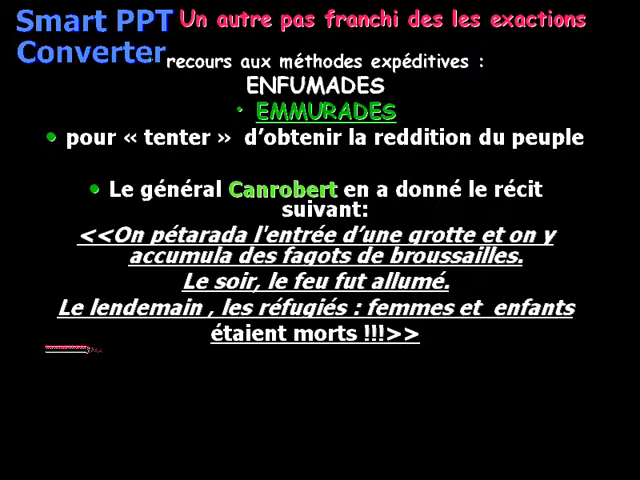 Smart PPT
Converter
Un autre pas franchi des les exactions
recours aux méthodes expéditives :
ENFUMADES
• EMMURADES
• pour « tenter » d’obtenir la reddition du peuple
• Le général Canrobert en a donné le récit
suivant:
<<On pétarada l'entrée d’une grotte et on y
accumula des fagots de broussailles.
Le soir, le feu fut allumé.
Le lendemain , les réfugiés : femmes et enfants
étaient morts !!!>>